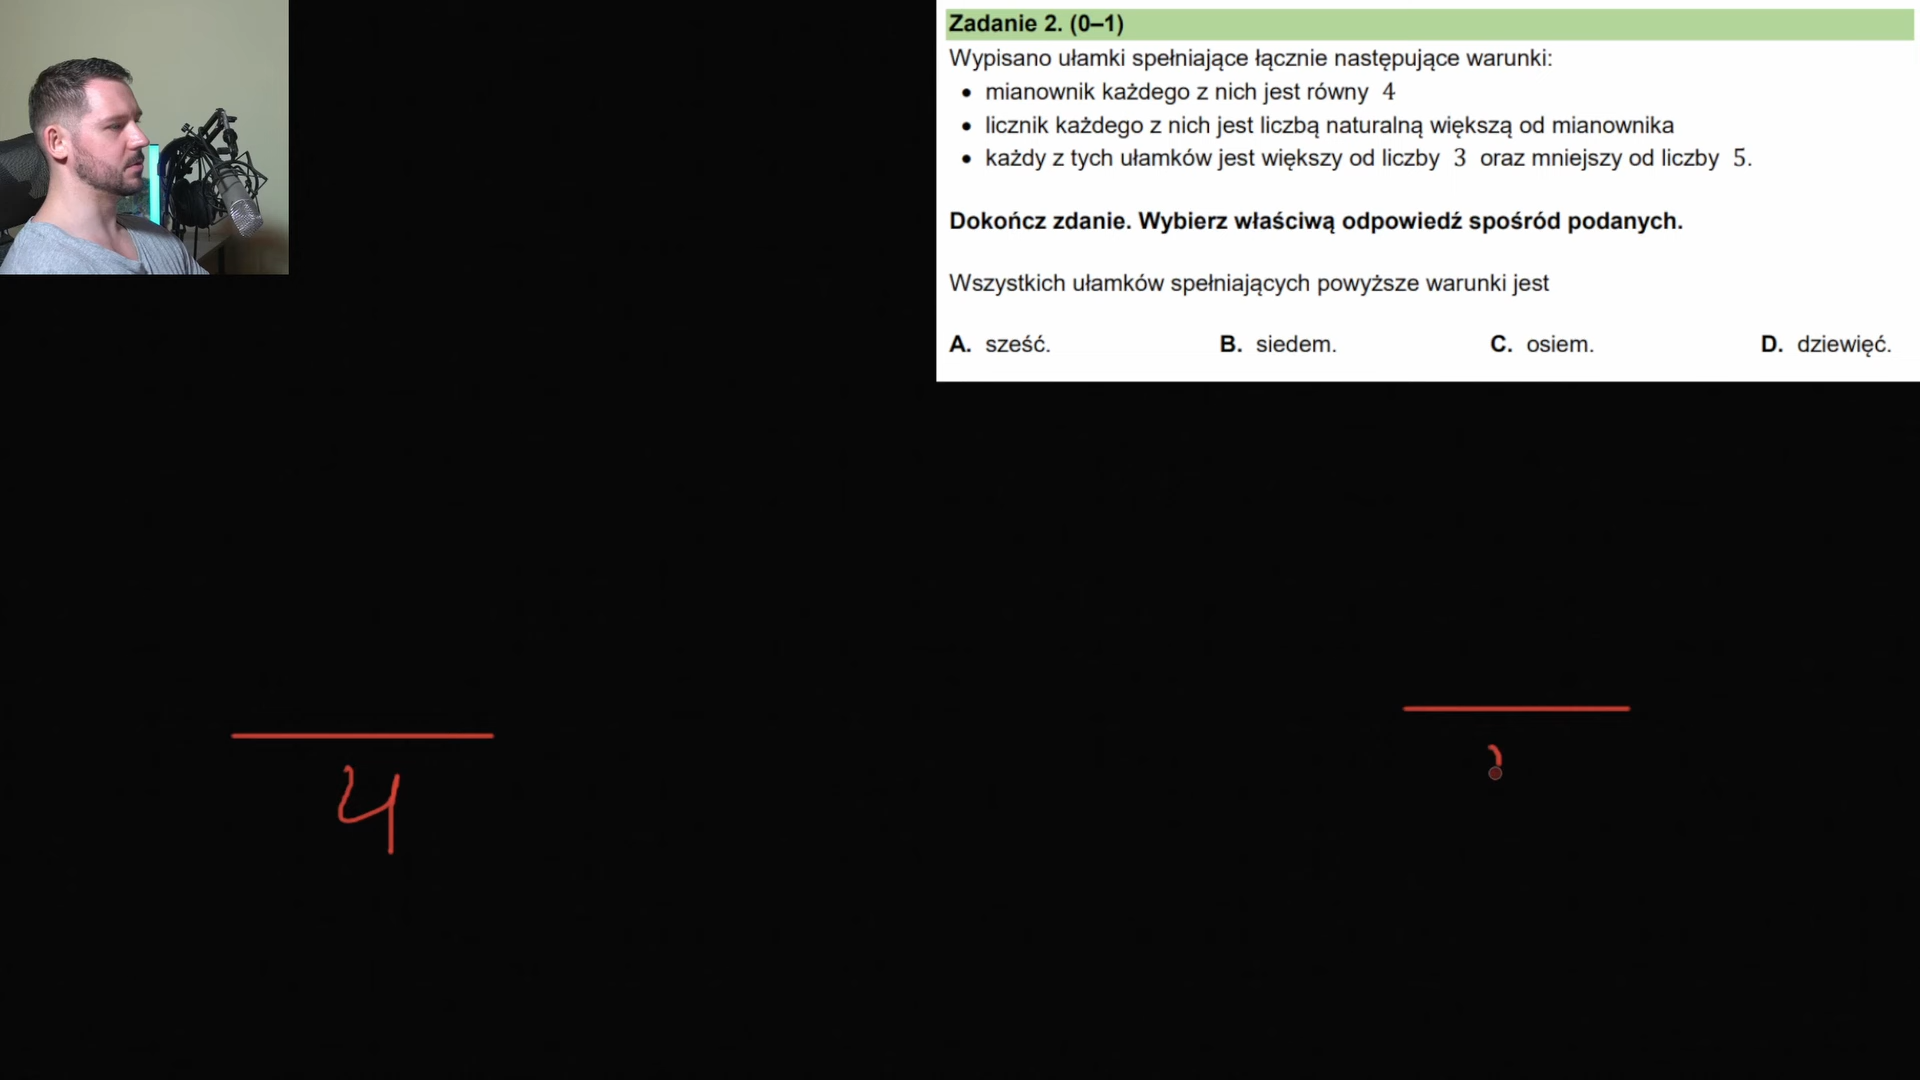 Zadanie 2. (0–1)
Wypisano ułamki spełniające łącznie następujące warunki:
• mianownik każdego z nich jest równy 4
• licznik każdego z nich jest liczbą naturalną większą od mianownika
• każdy z tych ułamków jest większy od liczby 3 oraz mniejszy od liczby 5.
Dokończ zdanie. Wybierz właściwą odpowiedź spośród podanych.
Wszystkich ułamków spełniających powyższe warunki jest
A. sześć. B. siedem. C. osiem. D. dziewięć.
4